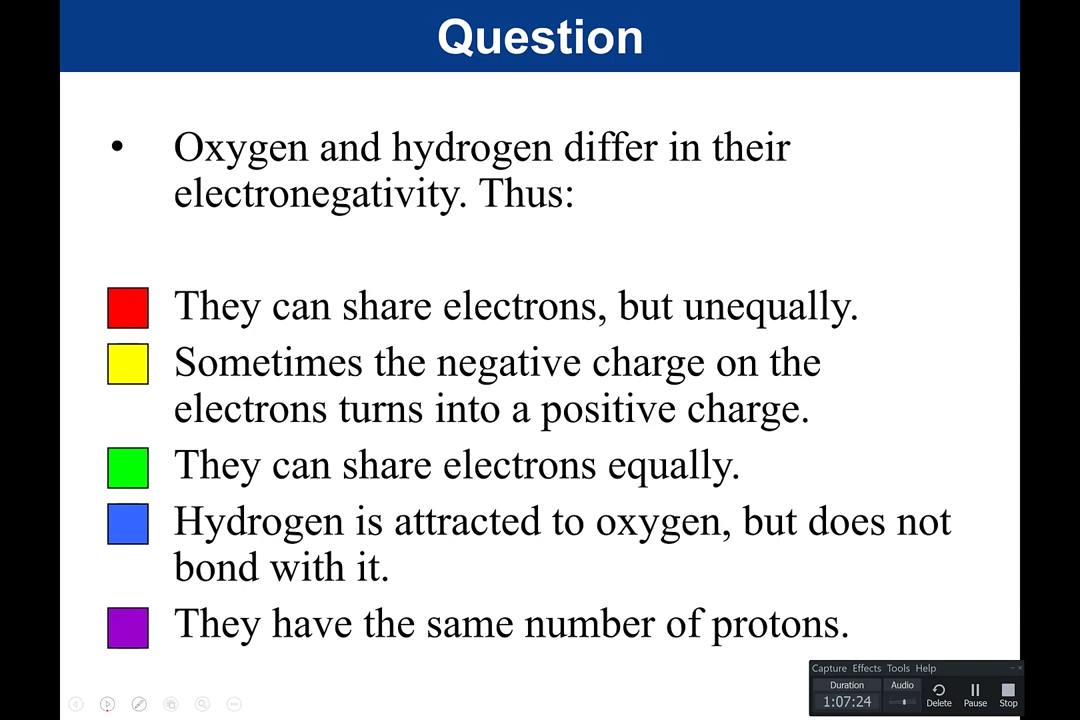 Question
• Oxygen and hydrogen differ in their
electronegativity. Thus:
They can share electrons, but unequally.
Sometimes the negative charge on the
electrons turns into a positive charge.
They can share electrons equally.
Hydrogen is attracted to oxygen, but does not
bond with it.
They have the same number of protons.
Capture Effects Tools Help
Duration Audio
1:07:24 Delete Pause Stop